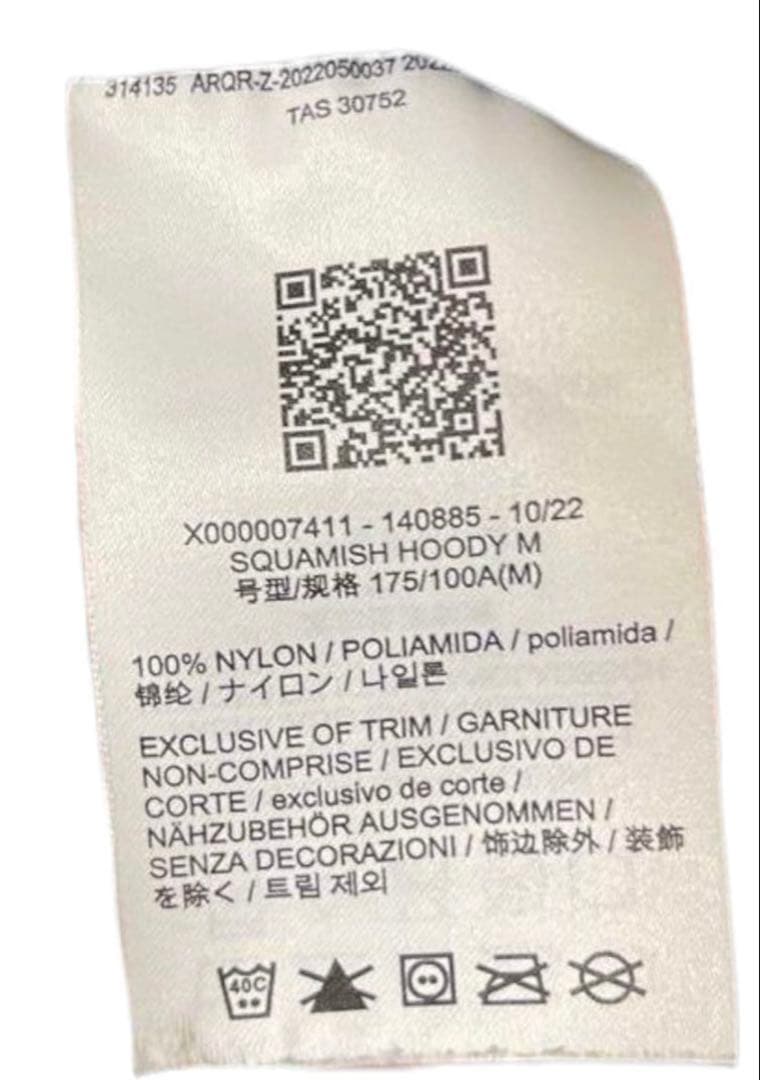 314135 ARQR-Z-2022050037
TAS 30752
X000007411 - 140885 - 10/22
SQUAMISH HOODY M
号型/规格 175/100A(M)
100% NYLON / POLIAMIDA / poliamida /
锦纶 / ナイロン / 나일론
EXCLUSIVE OF TRIM / GARNITURE
NON-COMPRISE / EXCLUSIVO DE
CORTE / exclusivo de corte /
NÄHZUBEHÖR AUSGENOMMEN /
SENZA DECORAZIONI / 饰边除外 / 装飾
を除く / 트림 제외
40C